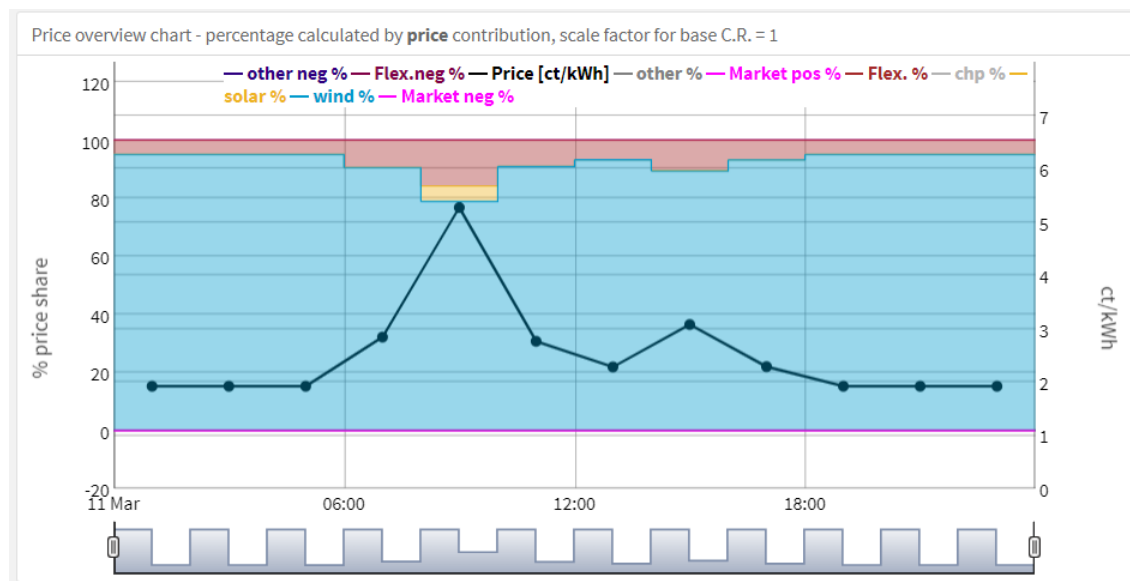 Price overview chart - percentage calculated by price contribution, scale factor for base C.R. = 1
other neg % Flex.neg % Price [ct/kWh] other % Market pos % Flex. % chp %
solar % wind % Market neg %
120
100
80
60
40
20
0
-20
% price share
7
6
5
4
3
2
1
0
ct/kWh
11 Mar 06:00 12:00 18:00